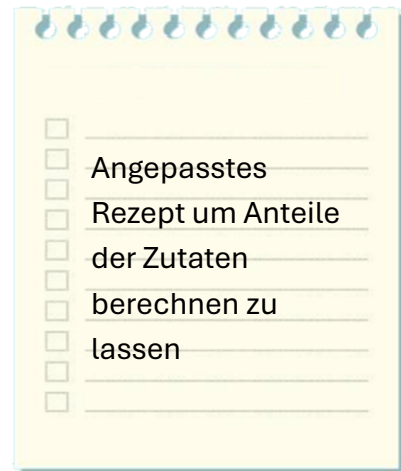 Angepasstes
Rezept um Anteile
der Zutaten
berechnen zu
lassen